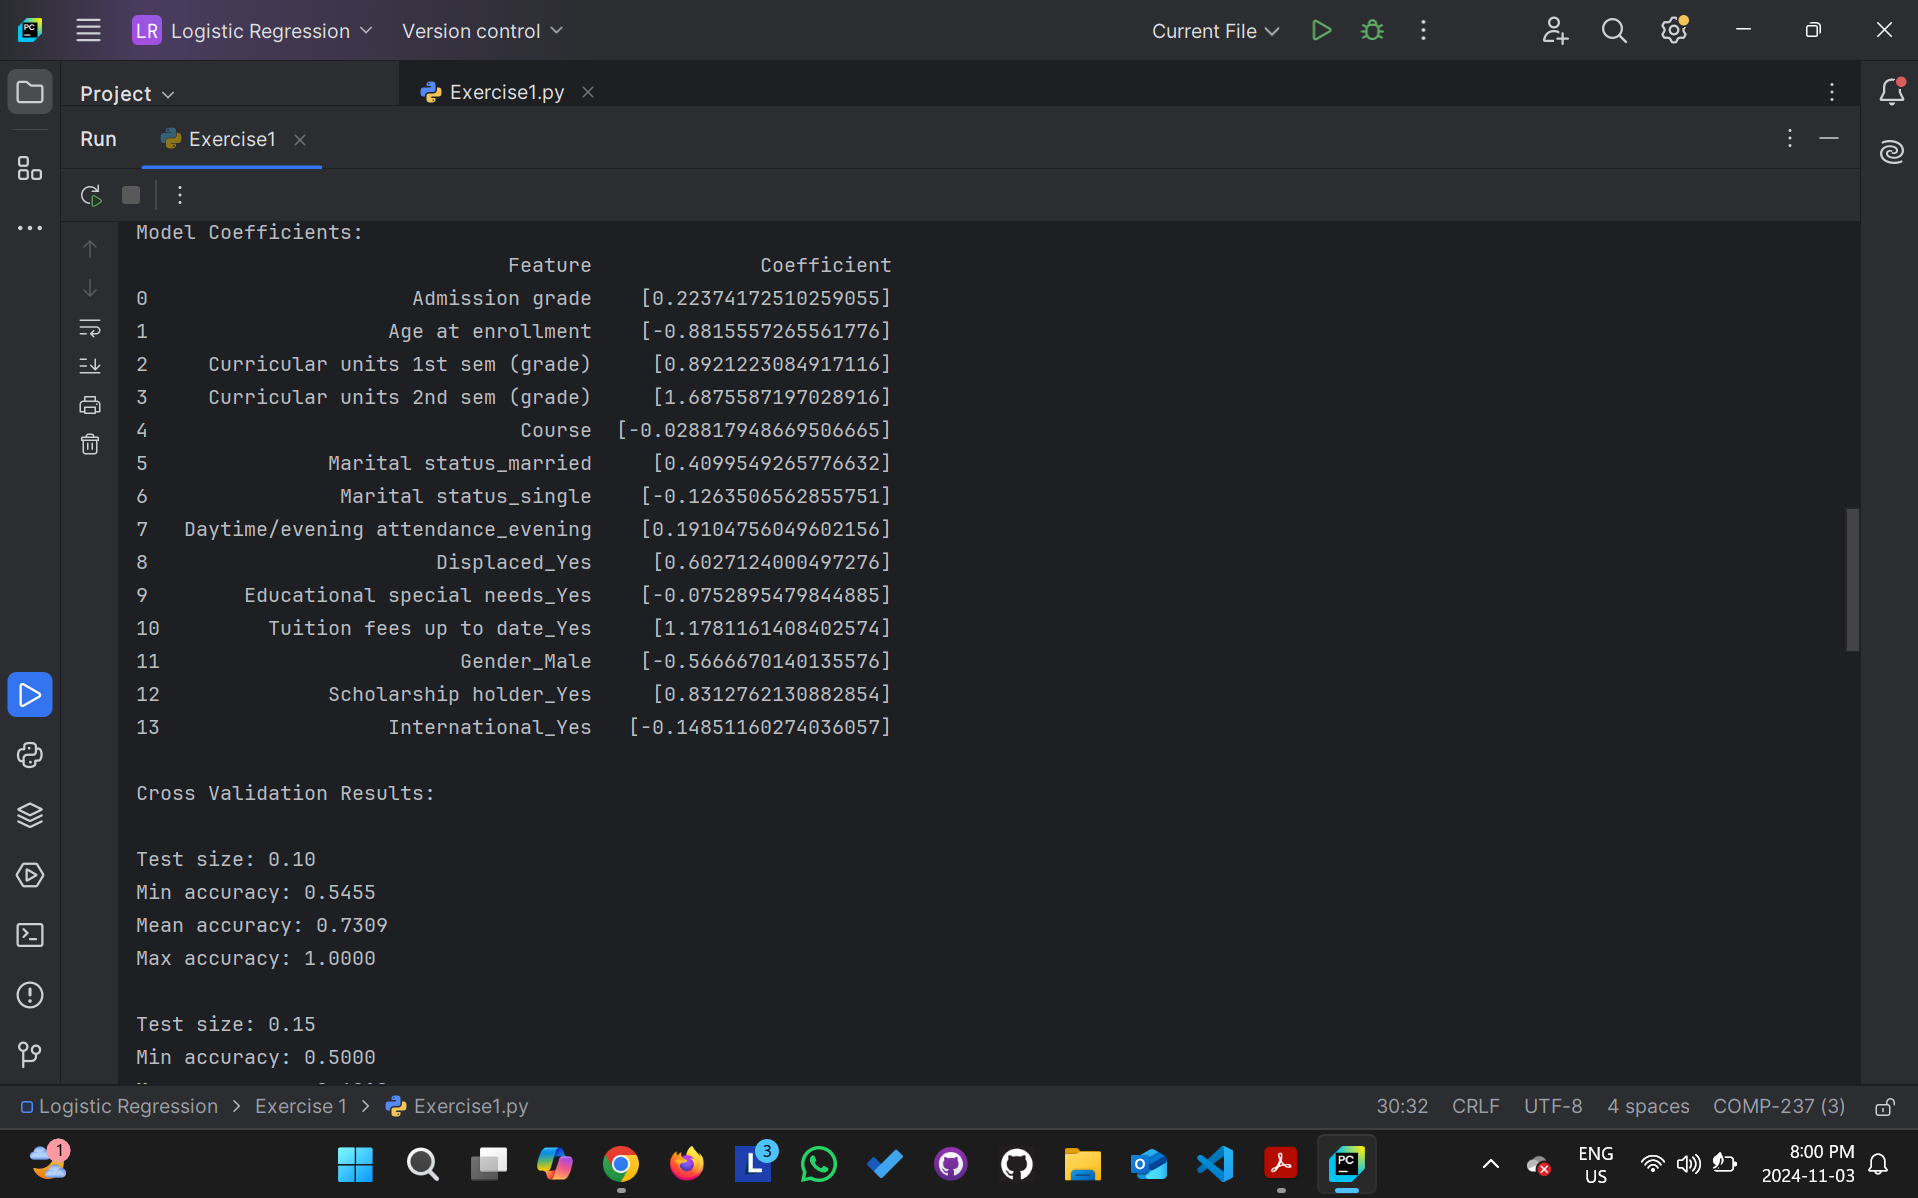 LR Logistic Regression Version control Current File
Project Exercise1.py
Run Exercise1
Model Coefficients:
Feature Coefficient
0 Admission grade [0.22374172510259055]
1 Age at enrollment [-0.8815557265561776]
2 Curricular units 1st sem (grade) [0.8921223084917116]
3 Curricular units 2nd sem (grade) [1.6875587197028916]
4 Course [-0.028817948669506665]
5 Marital status_married [0.4099549265776632]
6 Marital status_single [-0.1263506562855751]
7 Daytime/evening attendance_evening [0.19104756049602156]
8 Displaced_Yes [0.6027124000497276]
9 Educational special needs_Yes [-0.0752895479844885]
10 Tuition fees up to date_Yes [1.1781161408402574]
11 Gender_Male [-0.5666670140135576]
12 Scholarship holder_Yes [0.8312762130882854]
13 International_Yes [-0.14851160274036057]
Cross Validation Results:
Test size: 0.10
Min accuracy: 0.5455
Mean accuracy: 0.7309
Max accuracy: 1.0000
Test size: 0.15
Min accuracy: 0.5000
Logistic Regression > Exercise 1 > Exercise1.py 30:32 CRLF UTF-8 4 spaces COMP-237 (3)
1 L 3 PC ENG 8:00 PM
US 2024-11-03